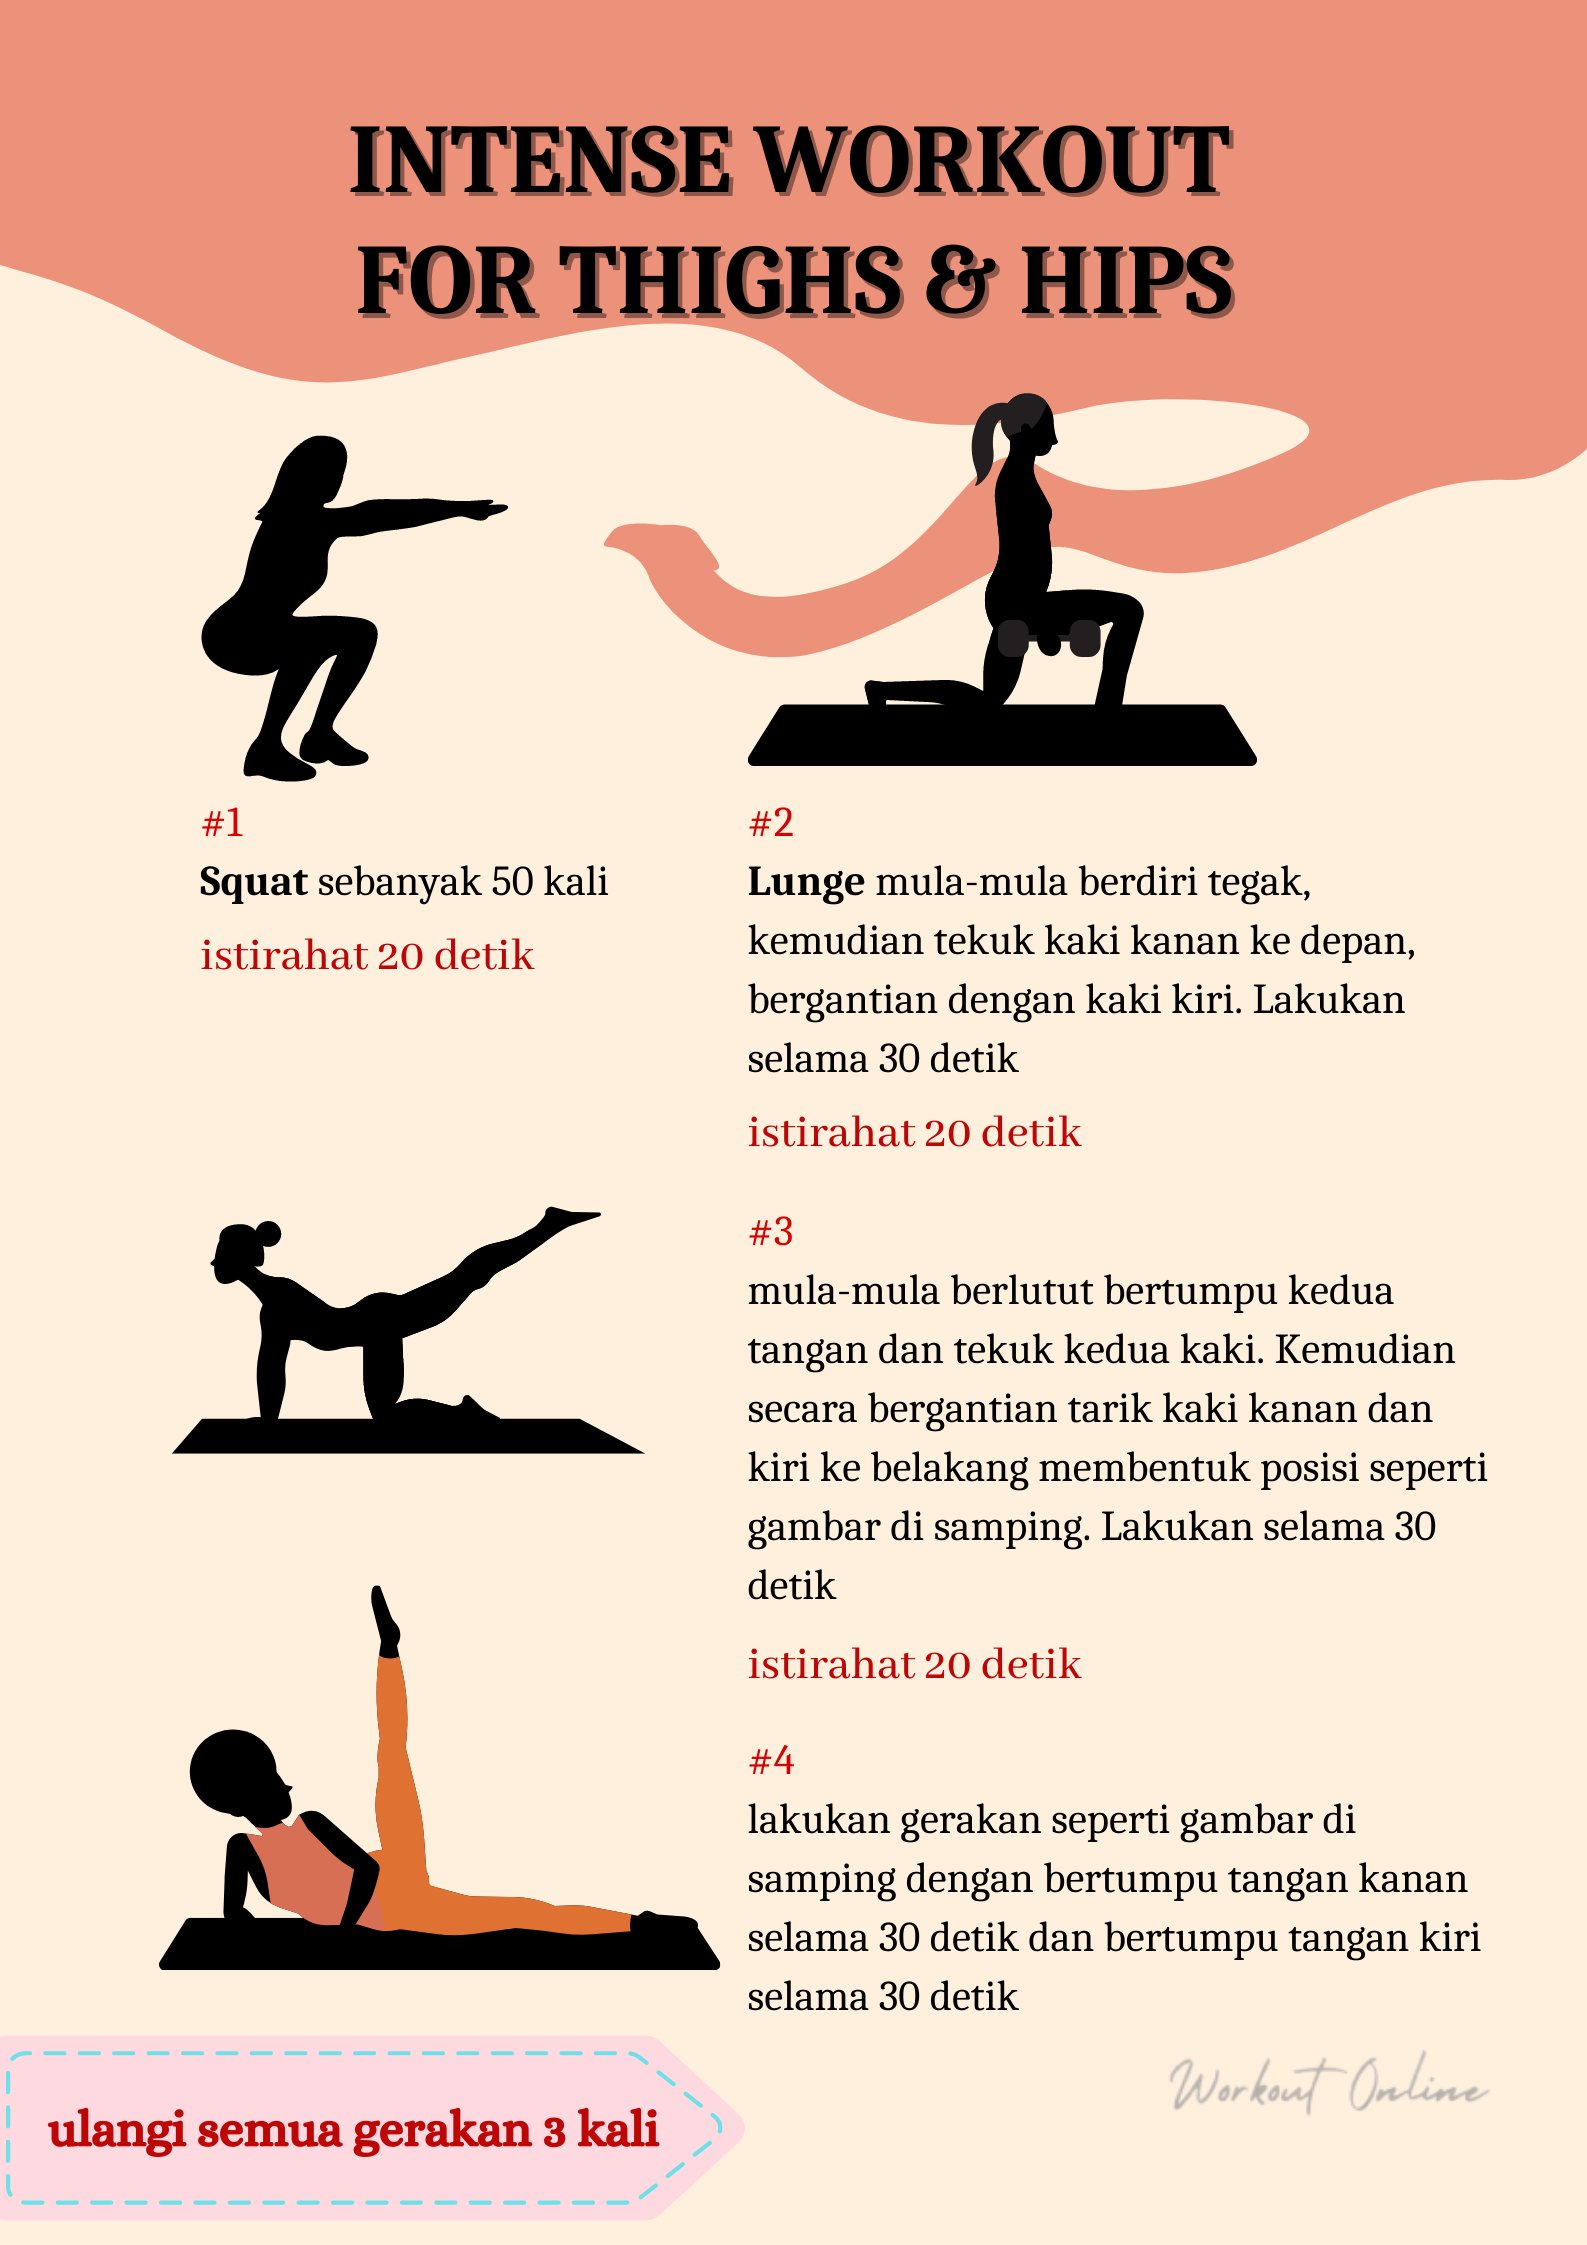 INTENSE WORKOUT
FOR THIGHS & HIPS
#1
Squat sebanyak 50 kali
istirahat 20 detik
#2
Lunge mula-mula berdiri tegak,
kemudian tekuk kaki kanan ke depan,
bergantian dengan kaki kiri. Lakukan
selama 30 detik
istirahat 20 detik
#3
mula-mula berlutut bertumpu kedua
tangan dan tekuk kedua kaki. Kemudian
secara bergantian tarik kaki kanan dan
kiri ke belakang membentuk posisi seperti
gambar di samping. Lakukan selama 30
detik
istirahat 20 detik
#4
lakukan gerakan seperti gambar di
samping dengan bertumpu tangan kanan
selama 30 detik dan bertumpu tangan kiri
selama 30 detik
ulangi semua gerakan 3 kali
Workout Online